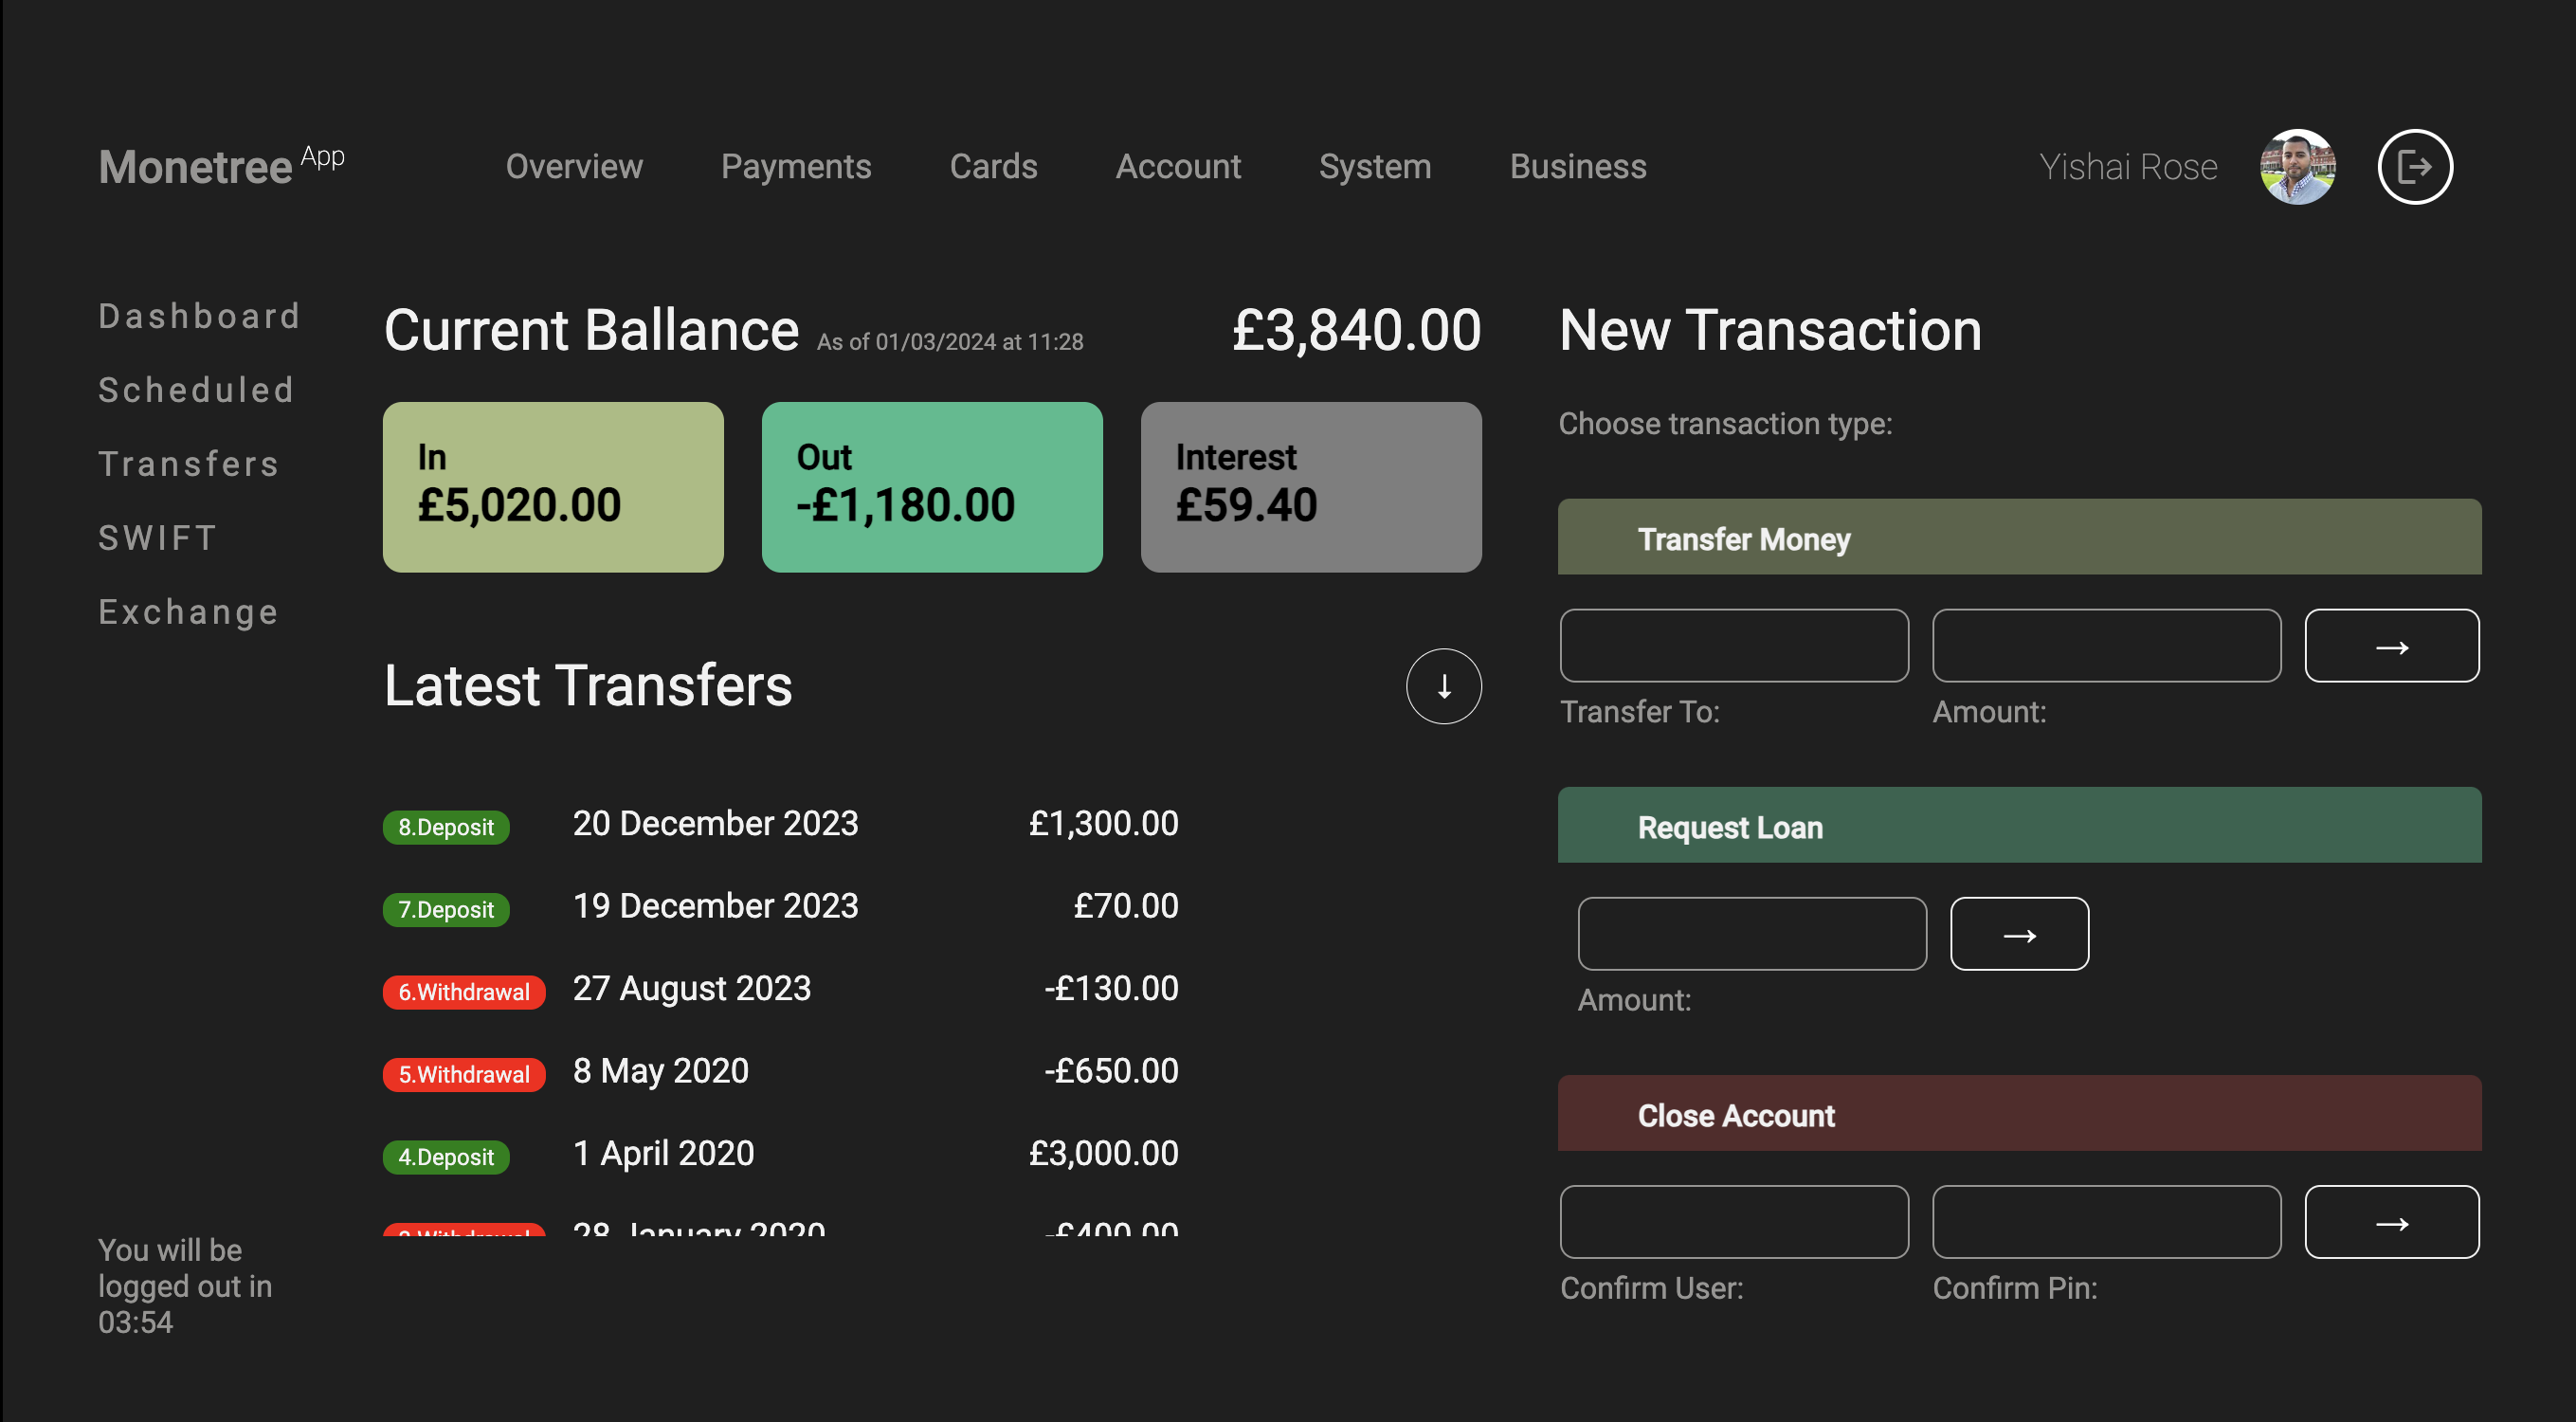 Monetree App
Overview Payments Cards Account System Business
Yishai Rose
Dashboard
Scheduled
Transfers
SWIFT
Exchange
You will be
logged out in
03:54
Current Ballance As of 01/03/2024 at 11:28 £3,840.00
In
£5,020.00
Out
-£1,180.00
Interest
£59.40
Latest Transfers
↓
8.Deposit 20 December 2023 £1,300.00
7.Deposit 19 December 2023 £70.00
6.Withdrawal 27 August 2023 -£130.00
5.Withdrawal 8 May 2020 -£650.00
4.Deposit 1 April 2020 £3,000.00
3.Withdrawal 28 January 2020 -£400.00
New Transaction
Choose transaction type:
Transfer Money
→
Transfer To: Amount:
Request Loan
→
Amount:
Close Account
→
Confirm User: Confirm Pin: